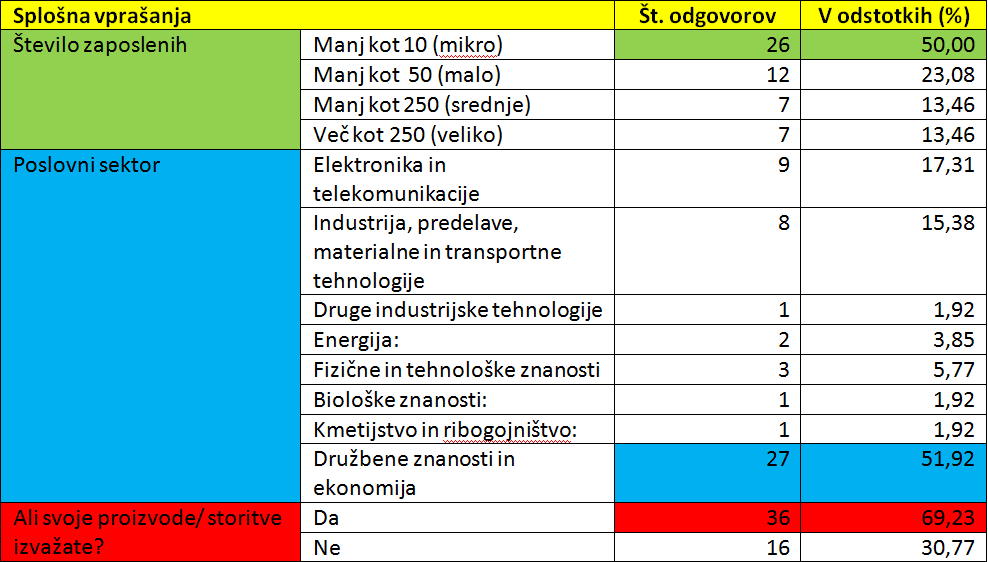 Splošna vprašanja Št. odgovorov V odstotkih (%)
Število zaposlenih Manj kot 10 (mikro) 26 50,00
Manj kot 50 (malo) 12 23,08
Manj kot 250 (srednje) 7 13,46
Več kot 250 (veliko) 7 13,46
Poslovni sektor Elektronika in 9 17,31
telekomunikacije
Industrija, predelave, 8 15,38
materialne in transportne
tehnologije
Druge industrijske tehnologije 1 1,92
Energija: 2 3,85
Fizične in tehnološke znanosti 3 5,77
Biološke znanosti: 1 1,92
Kmetijstvo in ribogojništvo: 1 1,92
Družbene znanosti in 27 51,92
ekonomija
Ali svoje proizvode/ storitve Da 36 69,23
izvažate? Ne 16 30,77